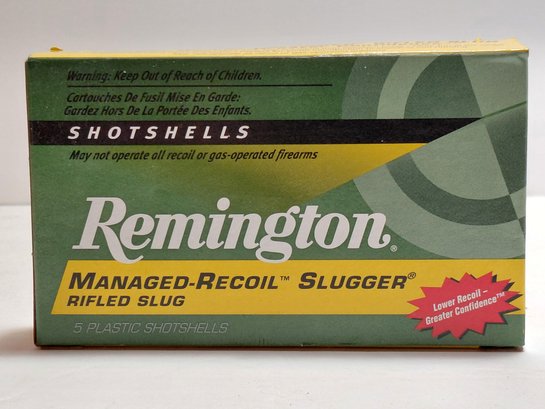 Warning: Keep Out of Reach of Children.
Cartouches De Fusil Mise En Garde:
Gardez Hors De La Portée Des Enfants.
SHOTSHELLS
May not operate all recoil or gas-operated firearms
Remington®
MANAGED-RECOIL™ SLUGGER®
RIFLED SLUG
Lower Recoil –
Greater Confidence™
5 PLASTIC SHOTSHELLS